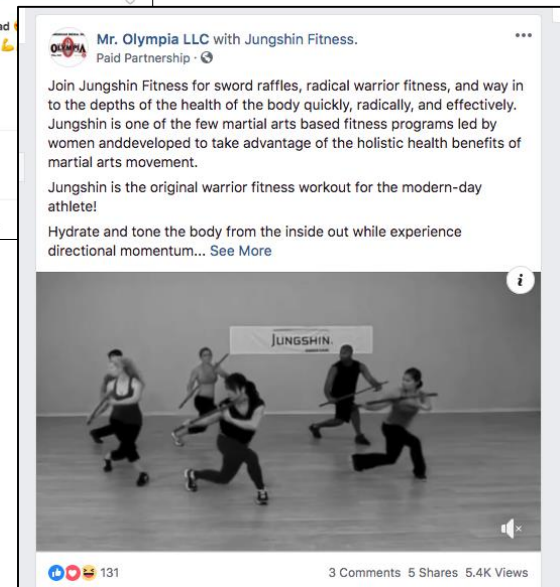 ad
OLYMPIA
Mr. Olympia LLC with Jungshin Fitness.
Paid Partnership ·
Join Jungshin Fitness for sword raffles, radical warrior fitness, and way in
to the depths of the health of the body quickly, radically, and effectively.
Jungshin is one of the few martial arts based fitness programs led by
women anddeveloped to take advantage of the holistic health benefits of
martial arts movement.
Jungshin is the original warrior fitness workout for the modern-day
athlete!
Hydrate and tone the body from the inside out while experience
directional momentum... See More
i
JUNGSHIN.
131
3 Comments 5 Shares 5.4K Views